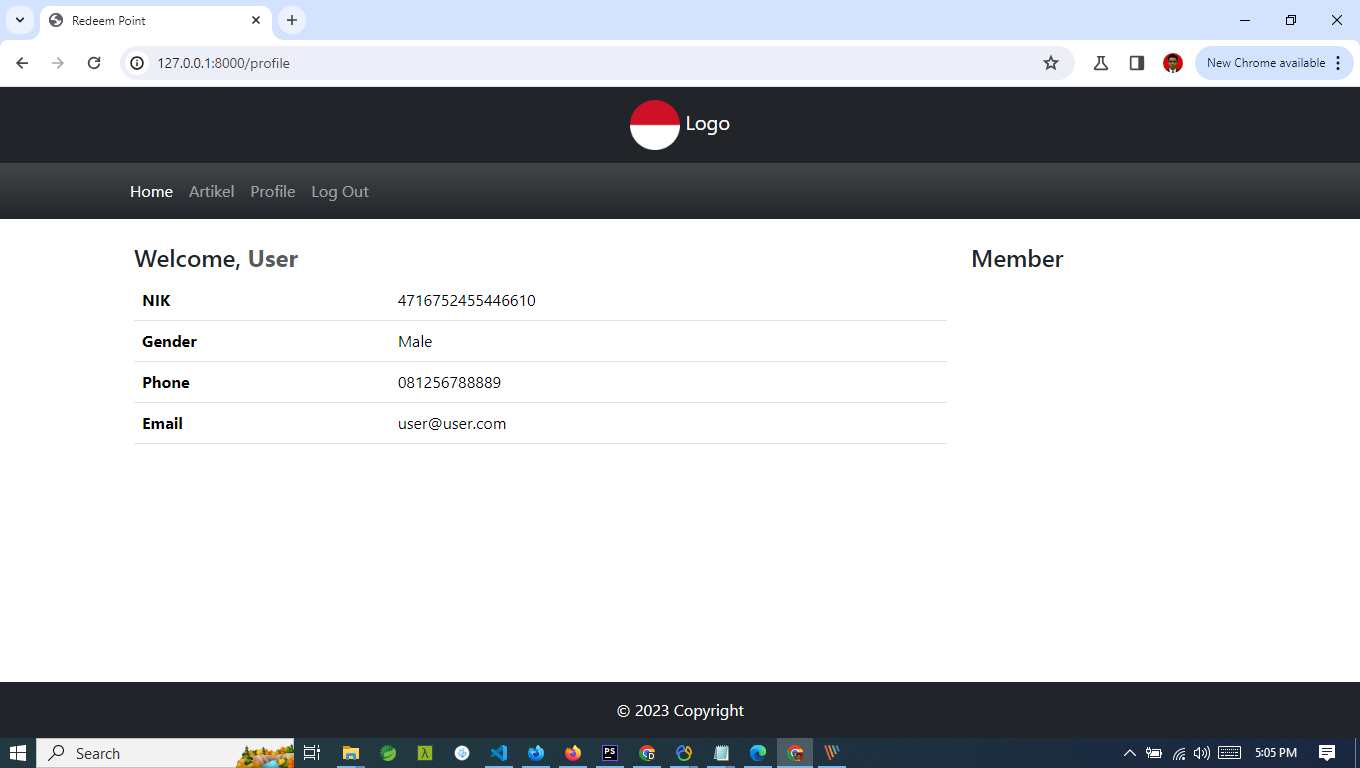 Redeem Point
127.0.0.1:8000/profile
New Chrome available
Logo
Home Artikel Profile Log Out
Welcome, User
Member
NIK 4716752455446610
Gender Male
Phone 081256788889
Email user@user.com
© 2023 Copyright
Search
PS
5:05 PM